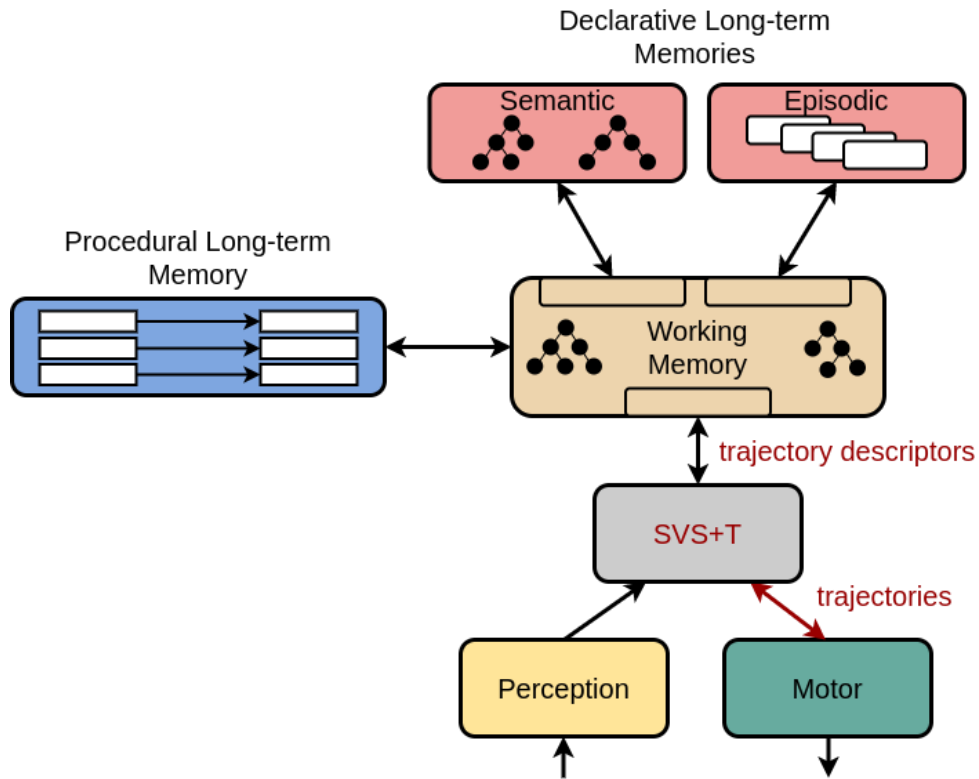 Declarative Long-term
Memories
Semantic
Episodic
Procedural Long-term
Memory
Working
Memory
trajectory descriptors
SVS+T
trajectories
Perception
Motor